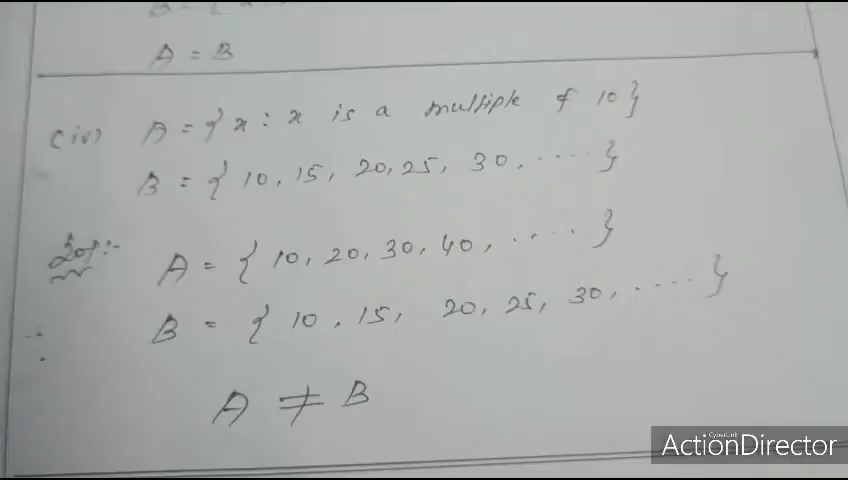 A = B
(iv) A = { x : x is a multiple of 10 }
B = { 10, 15, 20, 25, 30, ..... }
Sol:-
A = { 10, 20, 30, 40, ..... }
B = { 10, 15, 20, 25, 30, ..... }
∴
A ≠ B
CyberLink
ActionDirector